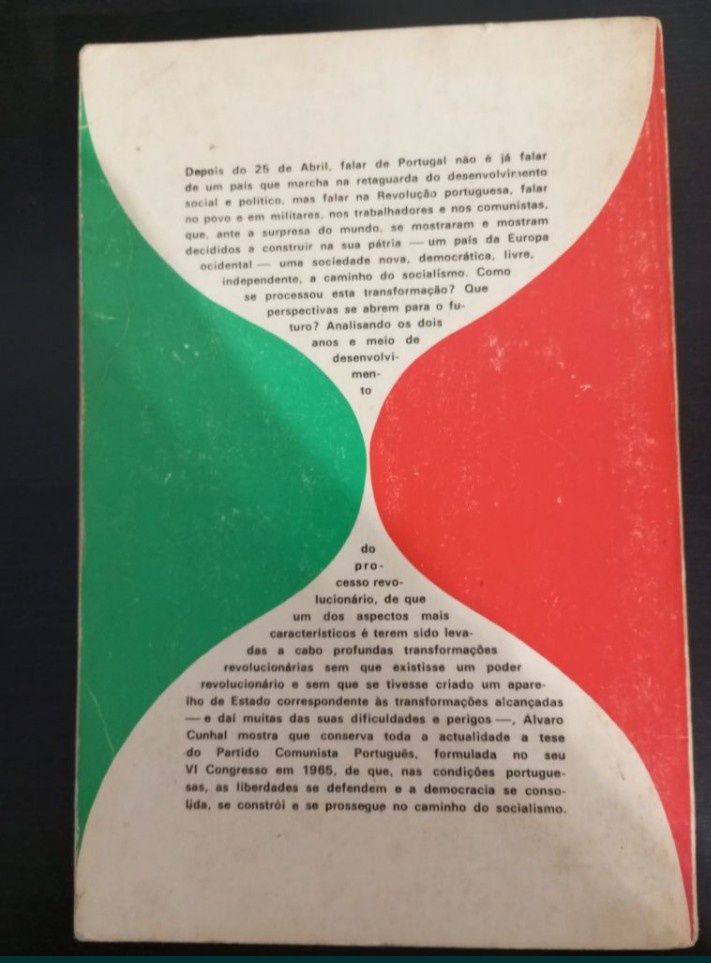 Depois do 25 de Abril, falar de Portugal não é já falar
de um país que marcha na retaguarda do desenvolvimento
social e político, mas falar na Revolução portuguesa, falar
no povo e em militares, nos trabalhadores e nos comunistas,
que, ante a surpresa do mundo, se mostraram e mostram
decididos a construir na sua pátria — um país da Europa
ocidental — uma sociedade nova, democrática, livre,
independente, a caminho do socialismo. Como
se processou esta transformação? Que
perspectivas se abrem para o fu-
turo? Analisando os dois
anos e meio de
desenvolvi-
men-
to
do
pro-
cesso revo-
lucionário, de que
um dos aspectos mais
característicos é terem sido leva-
das a cabo profundas transformações
revolucionárias sem que existisse um poder
revolucionário e sem que se tivesse criado um apare-
lho de Estado correspondente às transformações alcançadas
— e daí muitas das suas dificuldades e perigos —, Álvaro
Cunhal mostra que conserva toda a actualidade a tese
do Partido Comunista Português, formulada no seu
VI Congresso em 1965, de que, nas condições portugue-
sas, as liberdades se defendem e a democracia se conso-
lida, se constrói e se prossegue no caminho do socialismo.